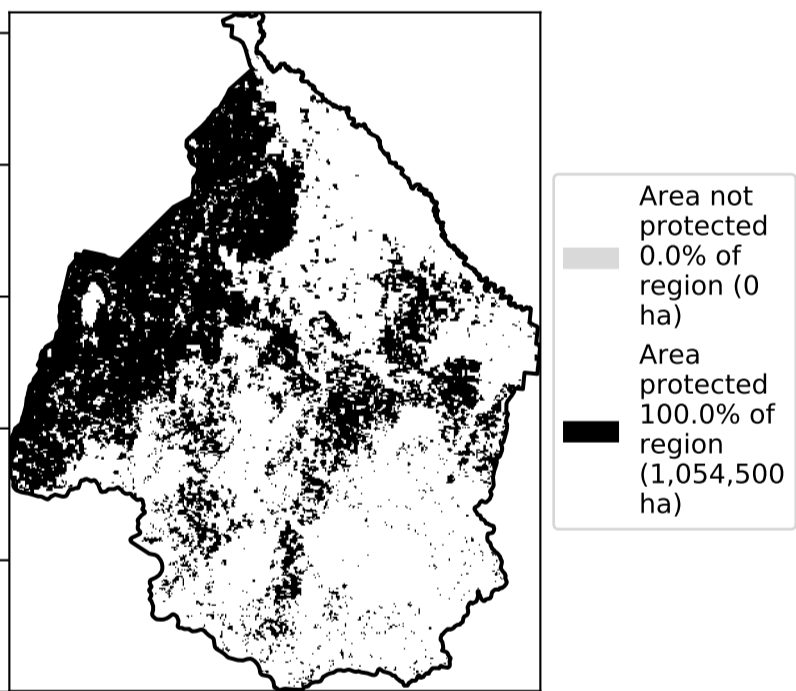 Area not
protected
0.0% of
region (0
ha)
Area
protected
100.0% of
region
(1,054,500
ha)